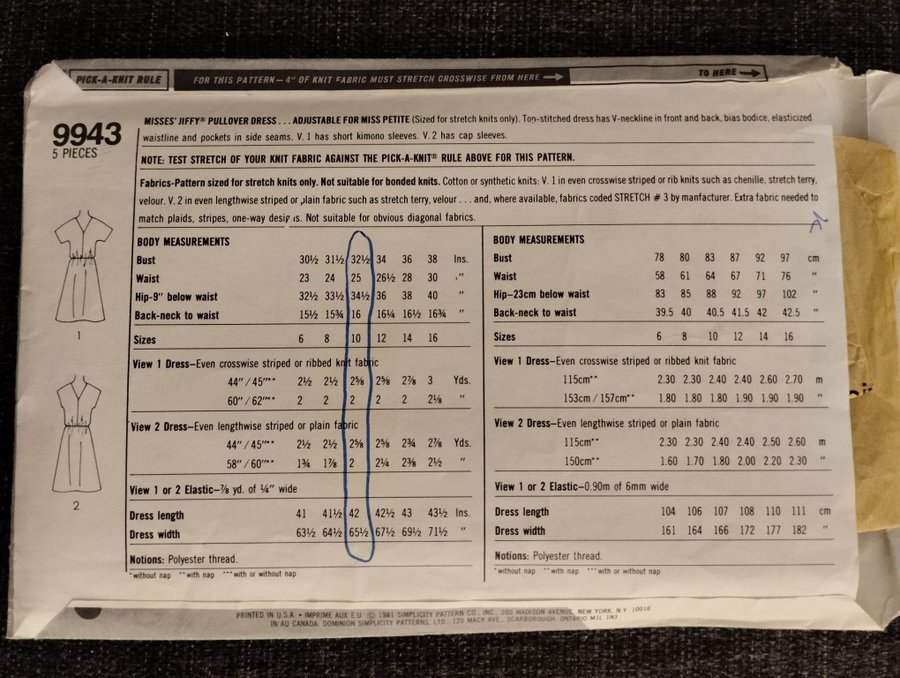 PICK-A-KNIT RULE
FOR THIS PATTERN—4" OF KNIT FABRIC MUST STRETCH CROSSWISE FROM HERE
TO HERE
9943
5 PIECES
MISSES' JIFFY® PULLOVER DRESS . . . ADJUSTABLE FOR MISS PETITE (Sized for stretch knits only). Top-stitched dress has V-neckline in front and back, bias bodice, elasticized
waistline and pockets in side seams. V. 1 has short kimono sleeves. V. 2 has cap sleeves.
NOTE: TEST STRETCH OF YOUR KNIT FABRIC AGAINST THE PICK-A-KNIT® RULE ABOVE FOR THIS PATTERN.
Fabrics-Pattern sized for stretch knits only. Not suitable for bonded knits. Cotton or synthetic knits: V. 1 in even crosswise striped or rib knits such as chenille, stretch terry,
velour. V. 2 in even lengthwise striped or plain fabric such as stretch terry, velour . . . and, where available, fabrics coded STRETCH # 3 by manfacturer. Extra fabric needed to
match plaids, stripes, one-way designs. Not suitable for obvious diagonal fabrics.
BODY MEASUREMENTS
Bust 30½ 31½ 32½ 34 36 38 Ins.
Waist 23 24 25 26½ 28 30 "
Hip-9" below waist 32½ 33½ 34½ 36 38 40 "
Back-neck to waist 15½ 15¾ 16 16¼ 16½ 16¾ "
Sizes 6 8 10 12 14 16
View 1 Dress—Even crosswise striped or ribbed knit fabric
44" / 45"** 2½ 2½ 2⅝ 2⅝ 2⅞ 3 Yds.
60" / 62"** 2 2 2 2 2 2⅛ "
View 2 Dress—Even lengthwise striped or plain fabric
44" / 45"** 2½ 2½ 2⅝ 2⅝ 2¾ 2⅞ Yds.
58" / 60"** 1¾ 1⅞ 2 2¼ 2⅜ 2½ "
View 1 or 2 Elastic—⅞ yd. of ¼" wide
Dress length 41 41½ 42 42½ 43 43½ Ins.
Dress width 63½ 64½ 65½ 67½ 69½ 71½ "
Notions: Polyester thread.
*without nap **with nap ***with or without nap
BODY MEASUREMENTS
Bust 78 80 83 87 92 97 cm
Waist 58 61 64 67 71 76 "
Hip-23cm below waist 83 85 88 92 97 102 "
Back-neck to waist 39.5 40 40.5 41.5 42 42.5 "
Sizes 6 8 10 12 14 16
View 1 Dress—Even crosswise striped or ribbed knit fabric
115cm** 2.30 2.30 2.40 2.40 2.60 2.70 m
153cm / 157cm** 1.80 1.80 1.80 1.90 1.90 1.90 "
View 2 Dress—Even lengthwise striped or plain fabric
115cm** 2.30 2.30 2.40 2.40 2.50 2.60 m
150cm** 1.60 1.70 1.80 2.00 2.20 2.30 "
View 1 or 2 Elastic—0.90m of 6mm wide
Dress length 104 106 107 108 110 111 cm
Dress width 161 164 166 172 177 182 "
Notions: Polyester thread.
*without nap **with nap ***with or without nap
1
2
PRINTED IN U.S.A • IMPRIME AUX E U © 1981 SIMPLICITY PATTERN CO. INC. 200 MADISON AVENUE, NEW YORK, N.Y. 10016
IN/AU CANADA, DOMINION SIMPLICITY PATTERNS, LTD. 120 MACK AVE. SCARBOROUGH, ONTARIO M1L 1N3